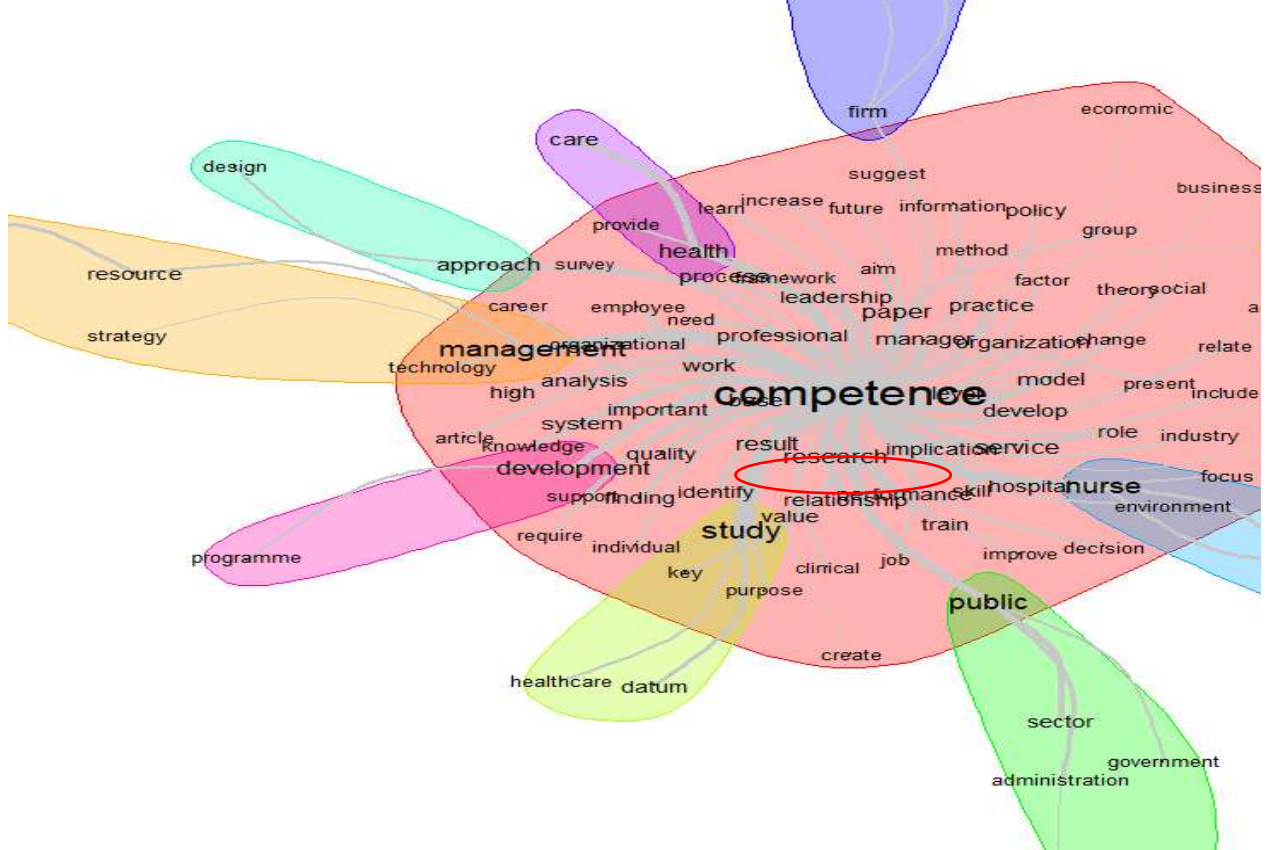 firm
economic
care
design
suggest
business
learn
increase
future
information
policy
provide
group
health
method
resource
approach
survey
process
framework
aim
factor
theory
social
leadership
career
employee
paper
practice
a
need
strategy
professional
manager
organization
change
management
organizational
relate
technology
work
analysis
model
high
competence
base
level
present
include
important
develop
system
article
knowledge
result
role
industry
quality
research
implication
service
development
focus
support
finding
identify
relationship
performance
skill
hospital
nurse
environment
value
study
train
require
individual
programme
key
clinical
job
improve
decision
purpose
public
create
healthcare
datum
sector
government
administration